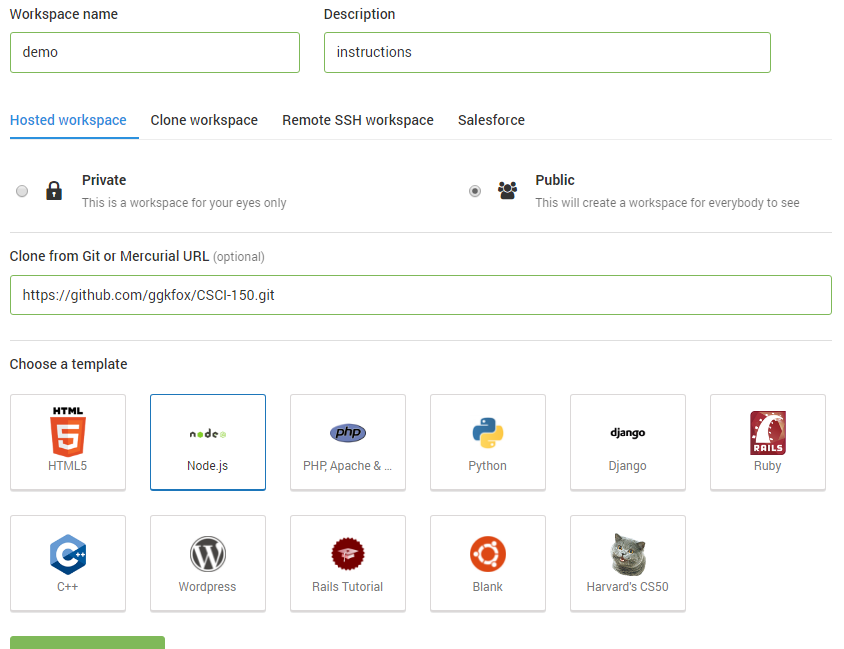 Workspace name
Description
demo
instructions
Hosted workspace
Clone workspace
Remote SSH workspace
Salesforce
Private
This is a workspace for your eyes only
Public
This will create a workspace for everybody to see
Clone from Git or Mercurial URL (optional)
https://github.com/ggkfox/CSCI-150.git
Choose a template
HTML
5
HTML5
node
Node.js
php
PHP, Apache & ...
Python
django
Django
RAILS
Ruby
C++
C++
W
Wordpress
Rails Tutorial
Blank
Harvard's CS50